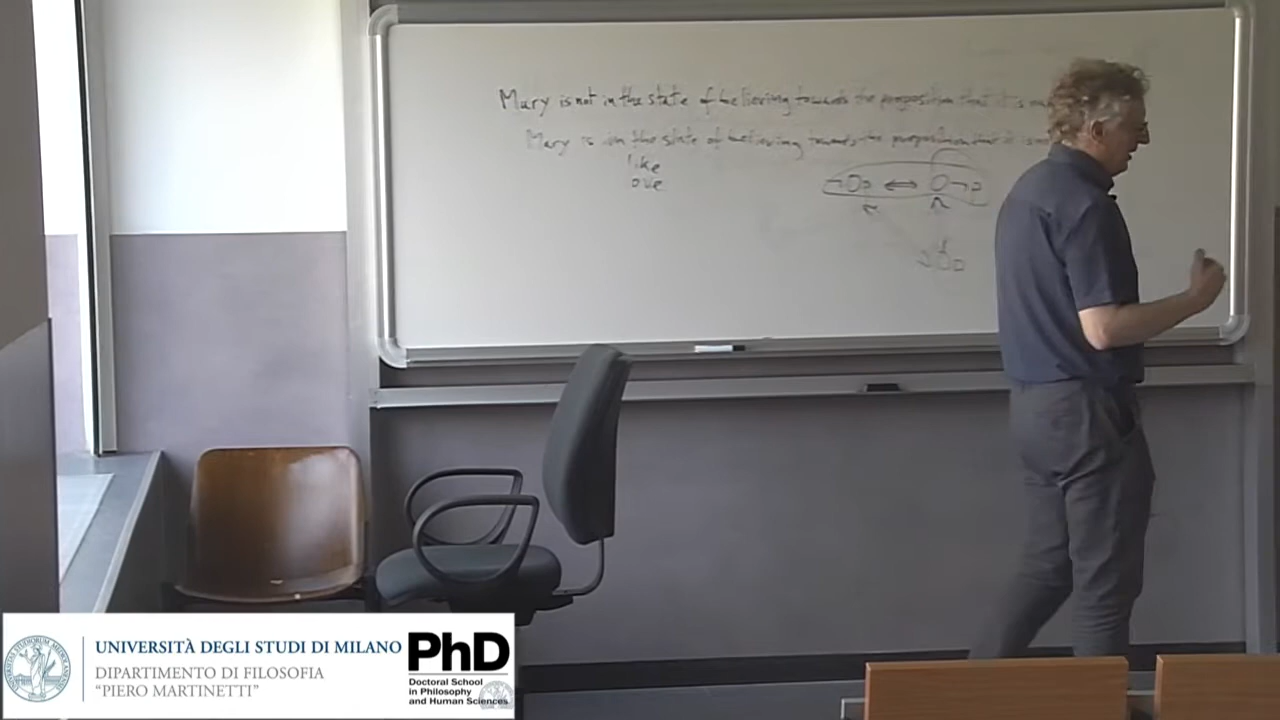 Mary is not in the state of believing towards the proposition that it is
Mary is in the state of believing towards the proposition that it is
like
¬Op ⟺ O¬p
UNIVERSITÀ DEGLI STUDI DI MILANO
DIPARTIMENTO DI FILOSOFIA
“PIERO MARTINETTI”
PhD
Doctoral School
in Philosophy
and Human Sciences